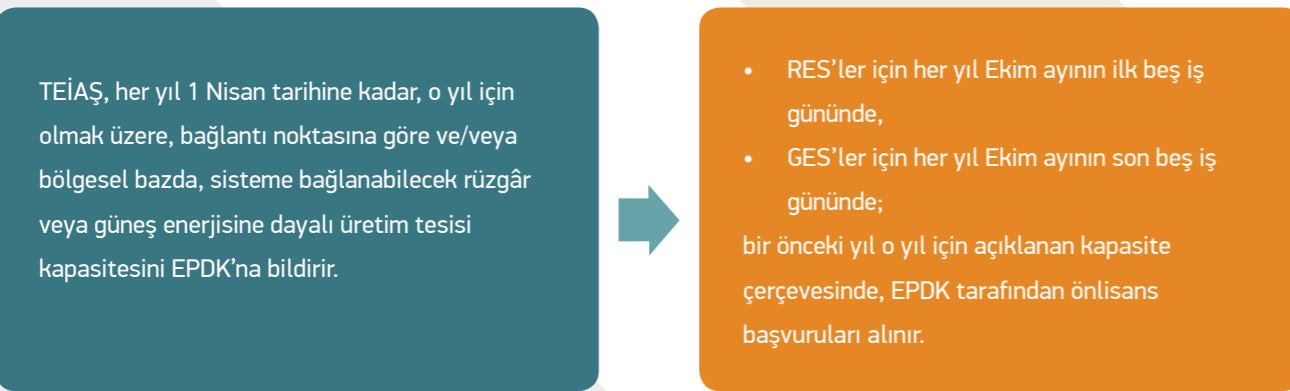 TEİAŞ, her yıl 1 Nisan tarihine kadar, o yıl için
olmak üzere, bağlantı noktasına göre ve/veya
bölgesel bazda, sisteme bağlanabilecek rüzgâr
veya güneş enerjisine dayalı üretim tesisi
kapasitesini EPDK’na bildirir.
• RES’ler için her yıl Ekim ayının ilk beş iş
gününde,
• GES’ler için her yıl Ekim ayının son beş iş
gününde;
bir önceki yıl o yıl için açıklanan kapasite
çerçevesinde, EPDK tarafından önlisans
başvuruları alınır.